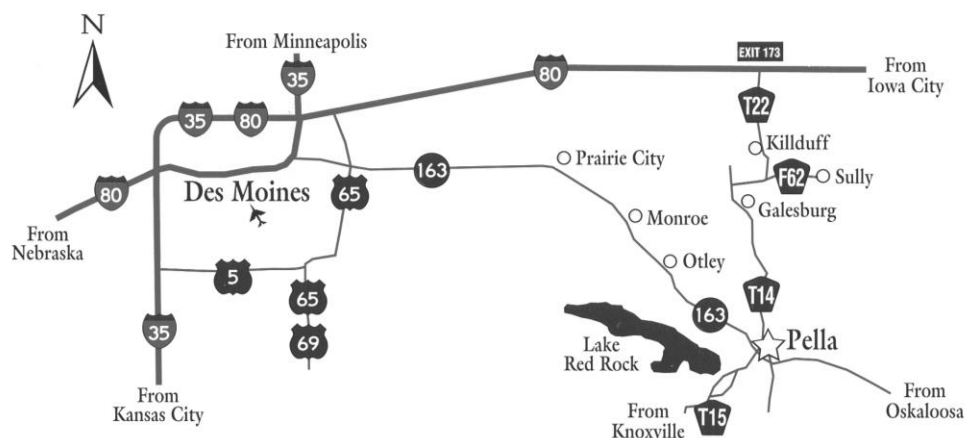 N
From Minneapolis
35
EXIT 173
80
From
Iowa City
T22
35
80
Killduff
163
Prairie City
F62
Sully
80
Des Moines
65
Galesburg
From
Nebraska
Monroe
Otley
5
65
T14
163
35
69
Lake
Red Rock
Pella
From
Kansas City
From
Knoxville
T15
From
Oskaloosa